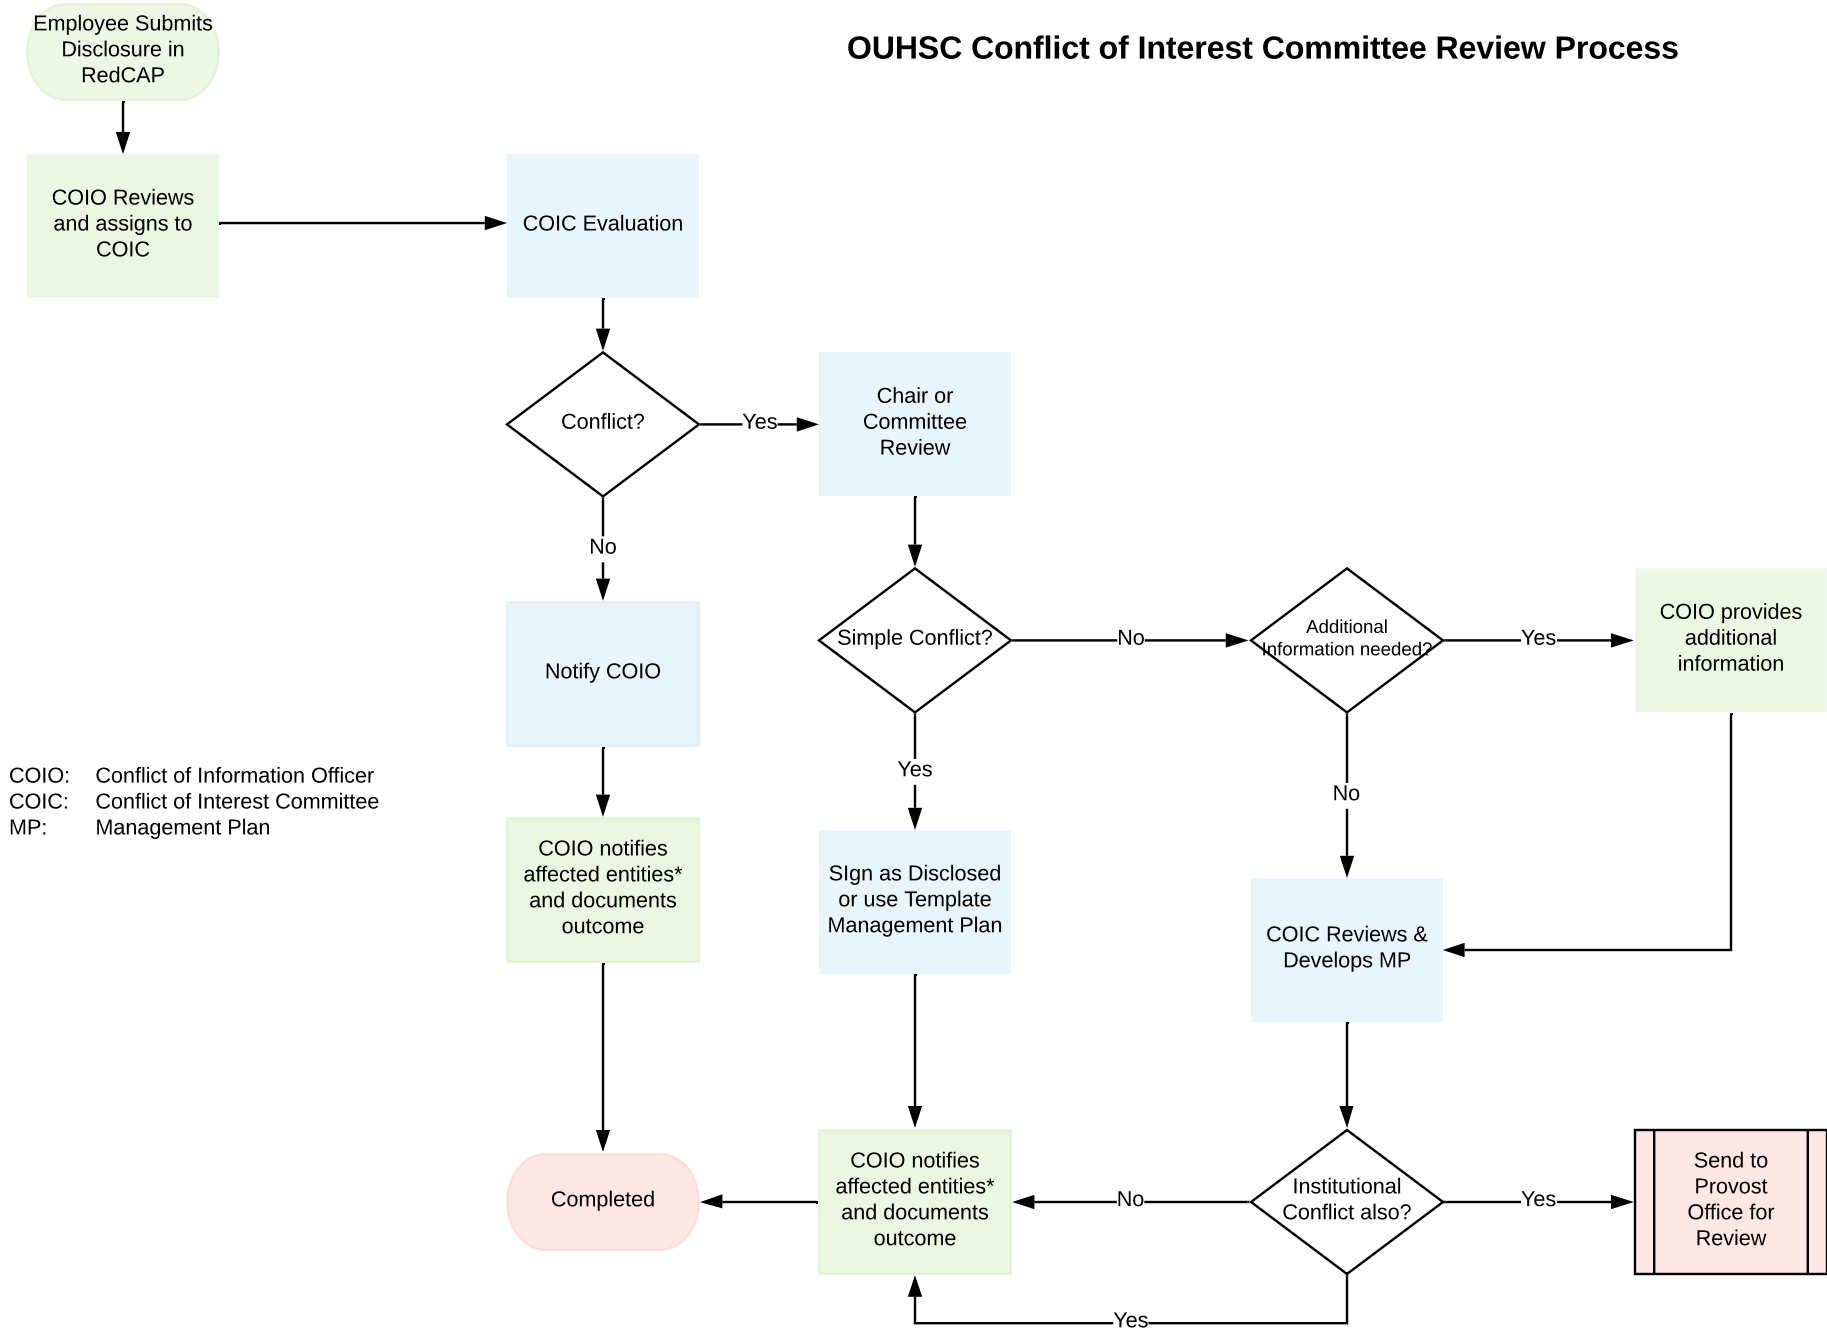 Employee Submits
Disclosure in
RedCAP
OUHSC Conflict of Interest Committee Review Process
COIO Reviews
and assigns to
COIC
COIC Evaluation
Conflict?
Yes
Chair or
Committee
Review
No
Simple Conflict?
No
Additional
Information needed?
Yes
COIO provides
additional
information
Notify COIO
Yes
No
COIO: Conflict of Information Officer
COIC: Conflict of Interest Committee
MP: Management Plan
COIO notifies
affected entities*
and documents
outcome
SIgn as Disclosed
or use Template
Management Plan
COIC Reviews &
Develops MP
Completed
COIO notifies
affected entities*
and documents
outcome
No
Institutional
Conflict also?
Yes
Send to
Provost
Office for
Review
Yes